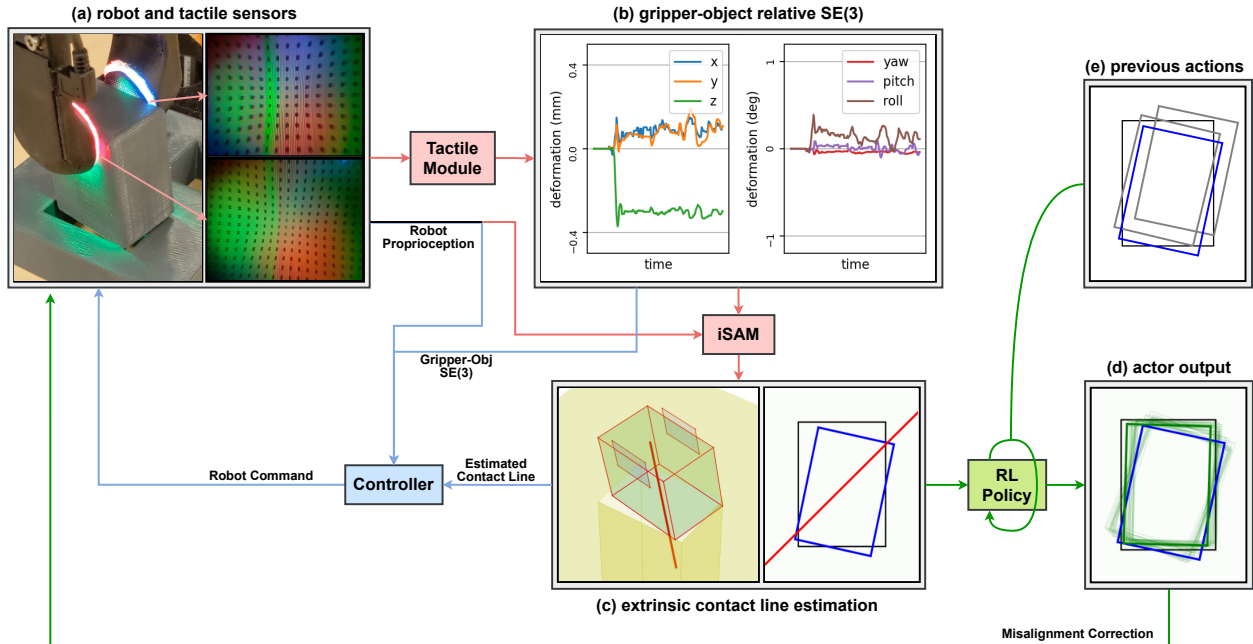 (a) robot and tactile sensors
(b) gripper-object relative SE(3)
(e) previous actions
Tactile
Module
Robot
Proprioception
deformation (mm)
0.4
0.0
−0.4
x
y
z
time
deformation (deg)
1
0
−1
yaw
pitch
roll
time
iSAM
Gripper-Obj
SE(3)
(d) actor output
Robot Command
Controller
Estimated
Contact Line
RL
Policy
(c) extrinsic contact line estimation
Misalignment Correction